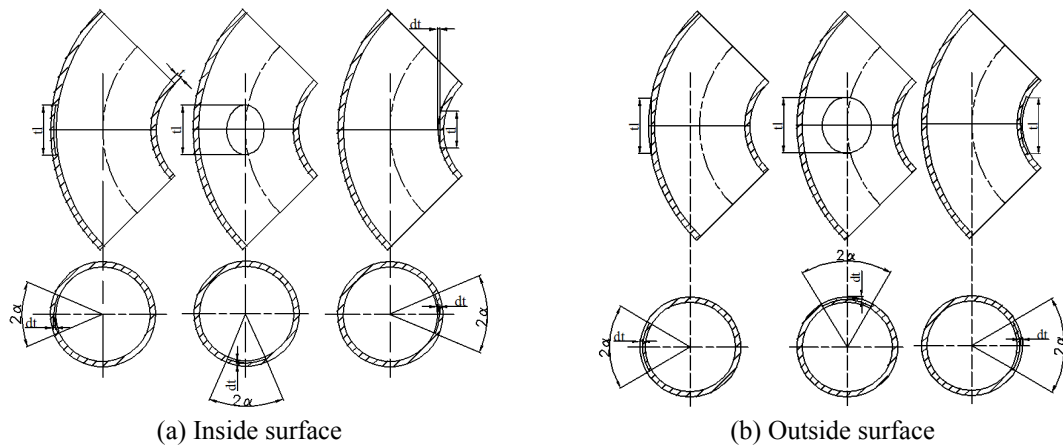 dt
tl
tl
tl
tl
tl
tl
2α
dt
dt
2α
dt
2α
2α
dt
2α
dt
dt
2α
(a) Inside surface
(b) Outside surface